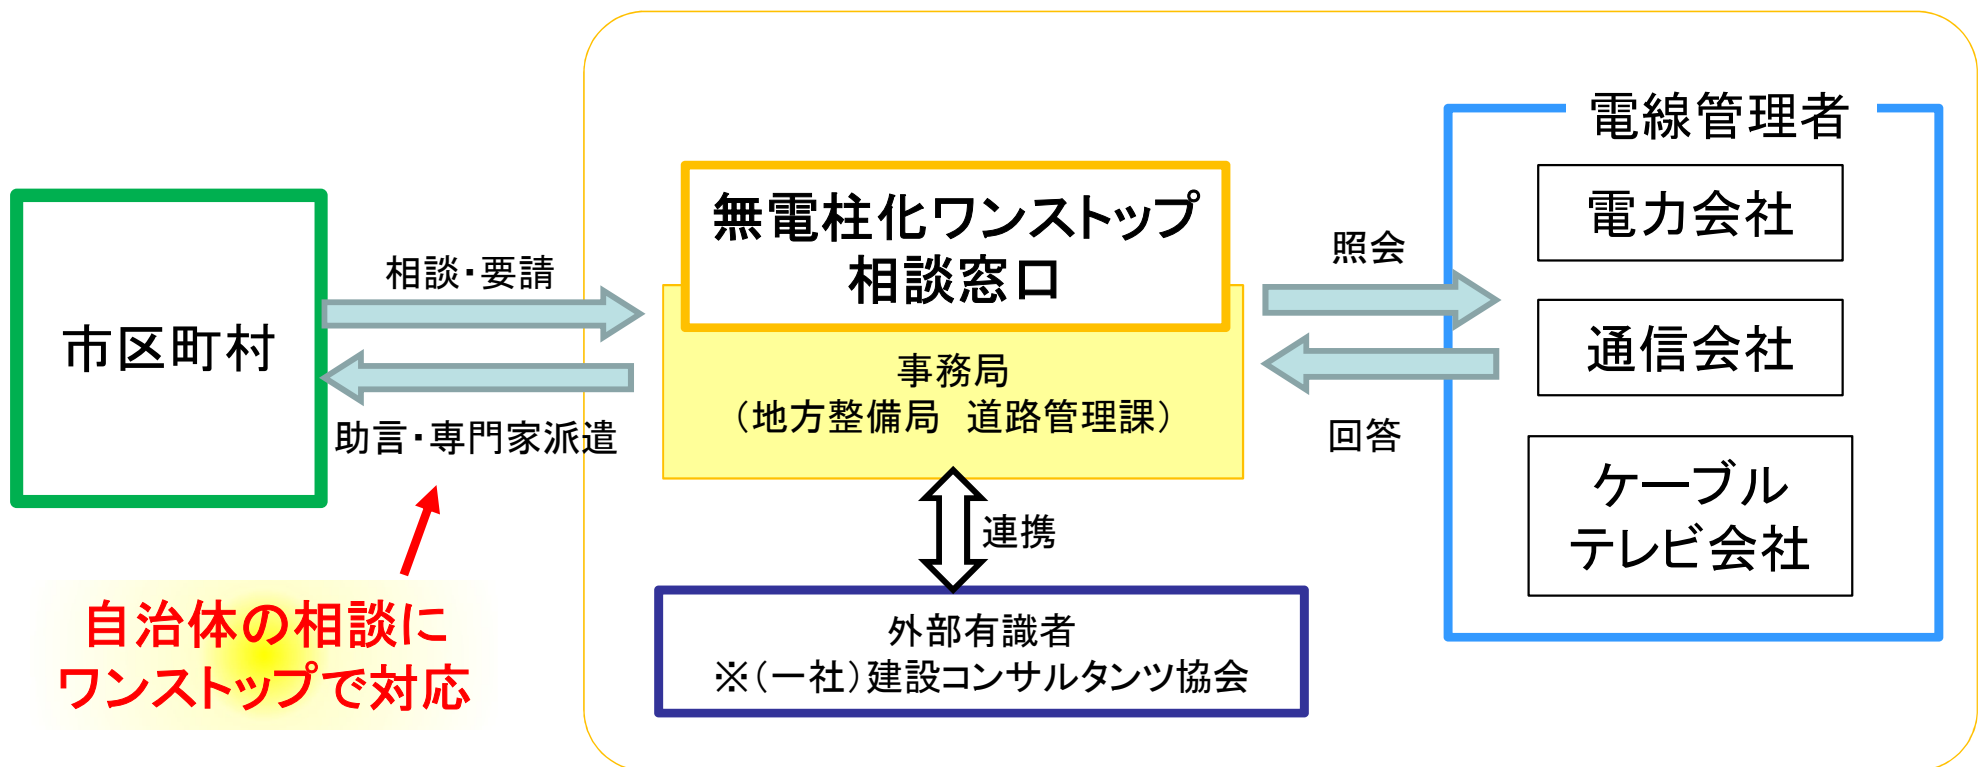 市区町村
相談・要請
助言・専門家派遣
自治体の相談に
ワンストップで対応
無電柱化ワンストップ
相談窓口
事務局
（地方整備局　道路管理課）
連携
外部有識者
※（一社）建設コンサルタンツ協会
照会
回答
電線管理者
電力会社
通信会社
ケーブル
テレビ会社